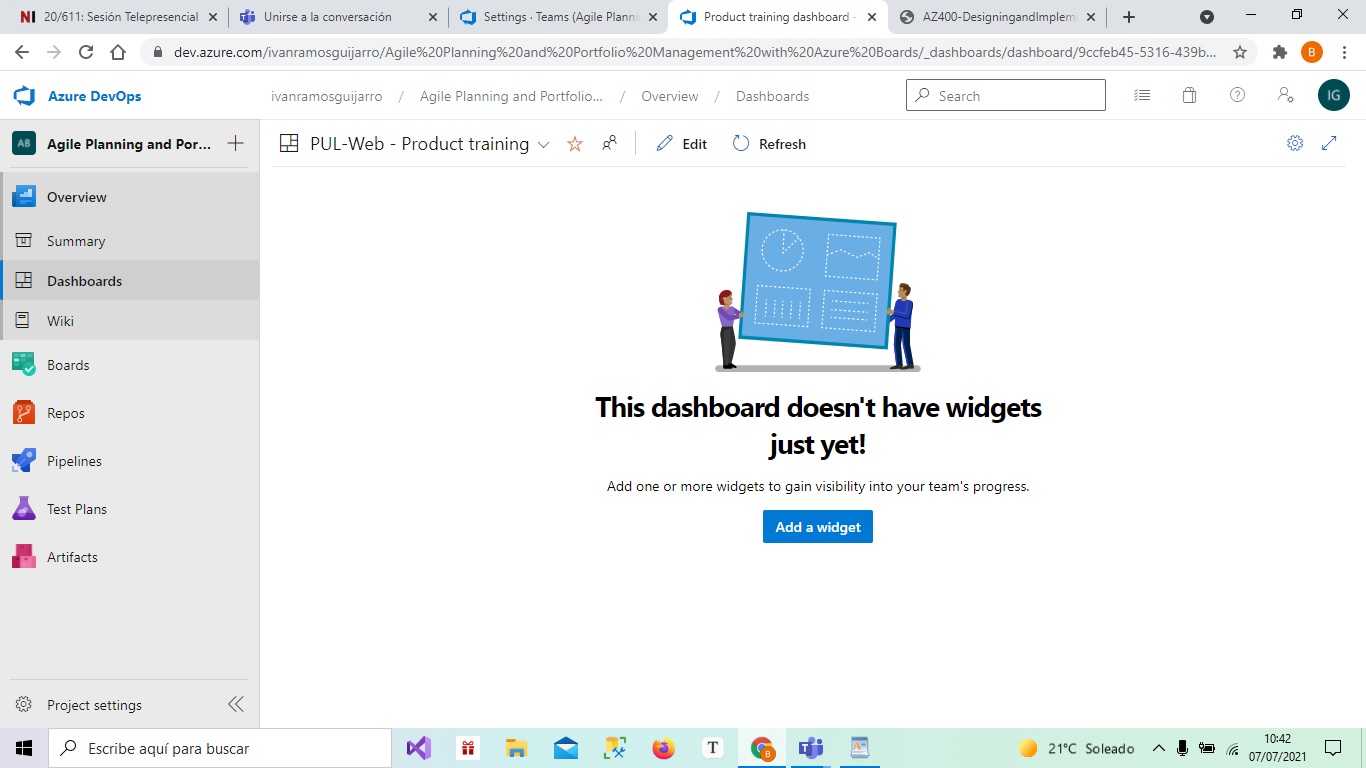 20/611: Sesión Telepresencial
Unirse a la conversación
Settings · Teams (Agile Planni
Product training dashboard -
AZ400-DesigningandImplem
dev.azure.com/ivanramosguijarro/Agile%20Planning%20and%20Portfolio%20Management%20with%20Azure%20Boards/_dashboards/dashboard/9ccfeb45-5316-439b...
B
Azure DevOps
ivanramosguijarro / Agile Planning and Portfolio... / Overview / Dashboards
Search
IG
AB
Agile Planning and Por...
PUL-Web - Product training
Edit
Refresh
Overview
Summary
Dashboards
Wiki
Boards
Repos
Pipelines
Test Plans
Artifacts
This dashboard doesn't have widgets
just yet!
Add one or more widgets to gain visibility into your team's progress.
Add a widget
Project settings
Escribe aquí para buscar
T
B
21°C Soleado
10:42
07/07/2021